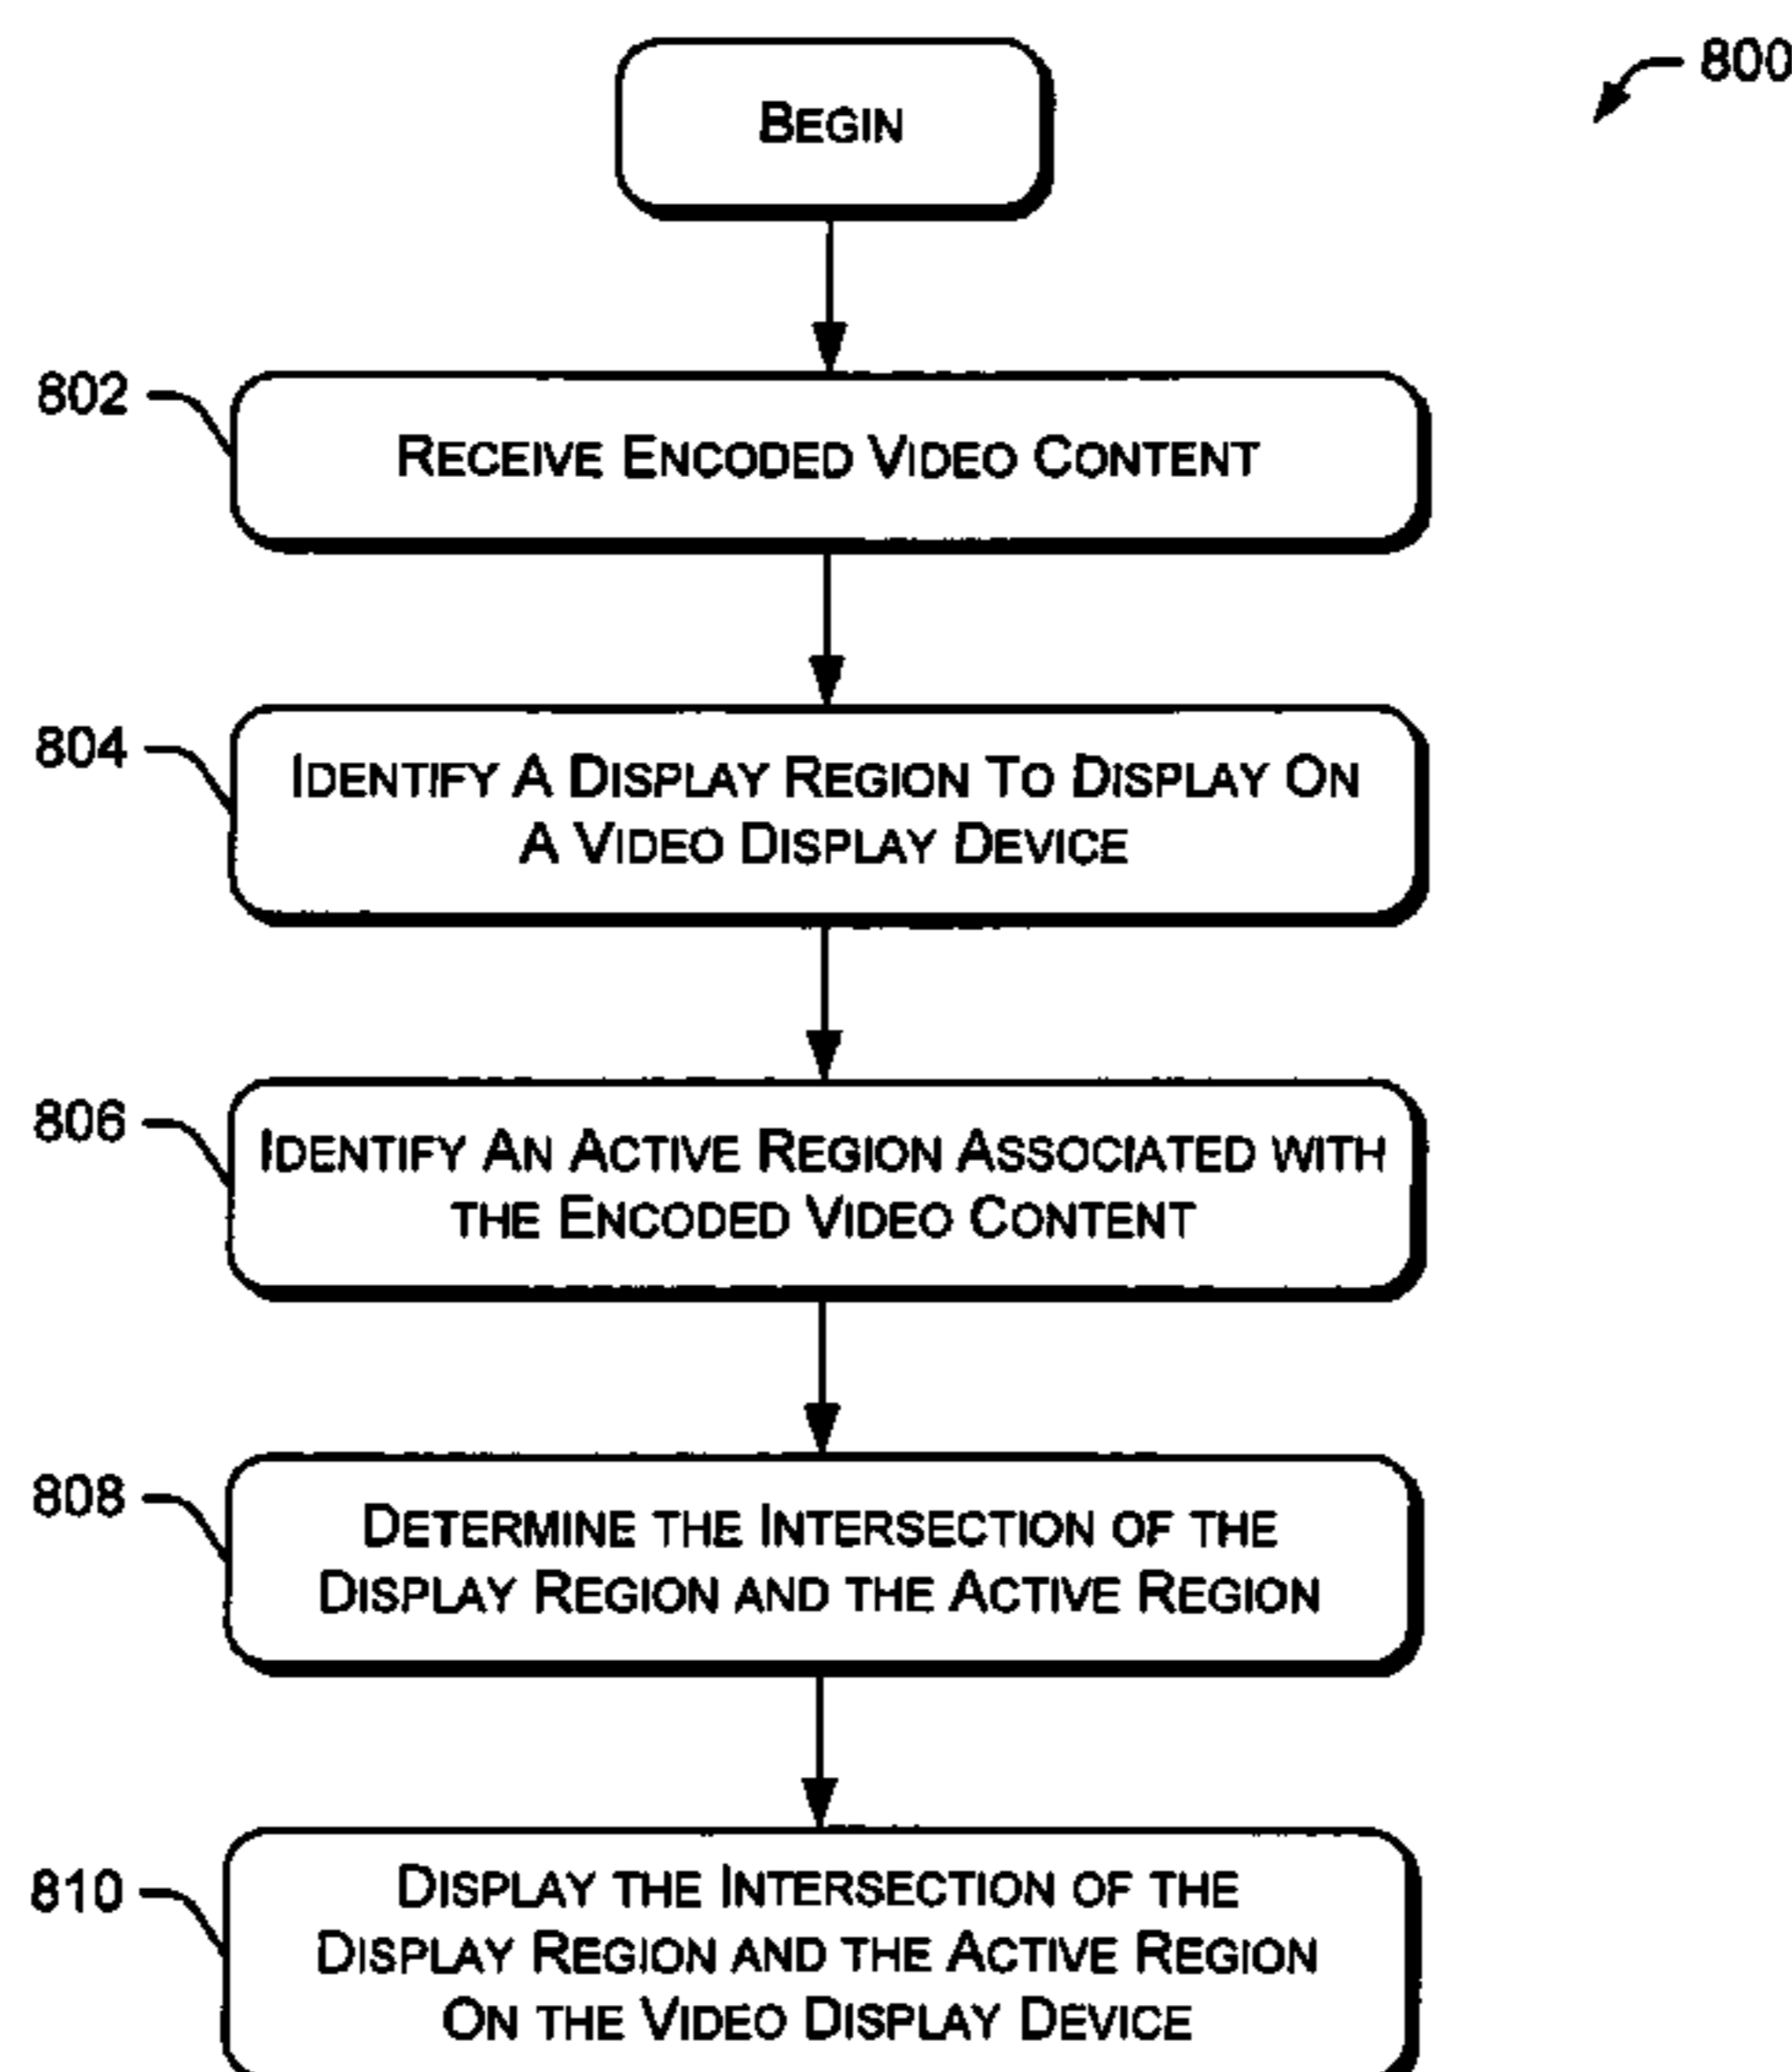 BEGIN
800
802
RECEIVE ENCODED VIDEO CONTENT
804
IDENTIFY A DISPLAY REGION TO DISPLAY ON
A VIDEO DISPLAY DEVICE
806
IDENTIFY AN ACTIVE REGION ASSOCIATED WITH
THE ENCODED VIDEO CONTENT
808
DETERMINE THE INTERSECTION OF THE
DISPLAY REGION AND THE ACTIVE REGION
810
DISPLAY THE INTERSECTION OF THE
DISPLAY REGION AND THE ACTIVE REGION
ON THE VIDEO DISPLAY DEVICE